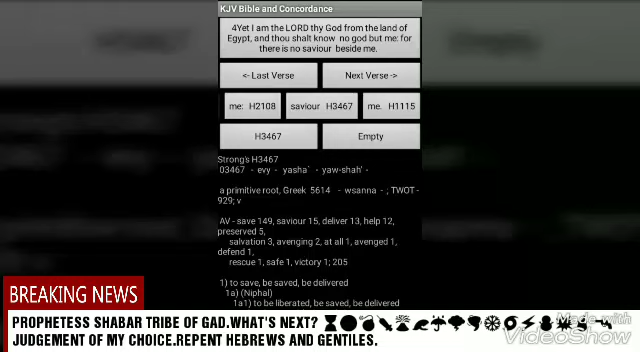 KJV Bible and Concordance
4Yet I am the LORD thy God from the land of
Egypt, and thou shalt know no god but me: for
there is no saviour beside me.
<- Last Verse
Next Verse ->
me: H2108
saviour H3467
me. H1115
H3467
Empty
Strong's H3467
03467 - evy - yasha` - yaw-shah' -
a primitive root, Greek 5614 - wsanna - ; TWOT -
929; v
AV - save 149, saviour 15, deliver 13, help 12,
preserved 5,
salvation 3, avenging 2, at all 1, avenged 1,
defend 1,
rescue 1, safe 1, victory 1; 205
1) to save, be saved, be delivered
1a) (Niphal)
1a1) to be liberated, be saved, be delivered
BREAKING NEWS
PROPHETESS SHABAR TRIBE OF GAD.WHAT'S NEXT?
JUDGEMENT OF MY CHOICE.REPENT HEBREWS AND GENTILES.
Made with
VideoShow